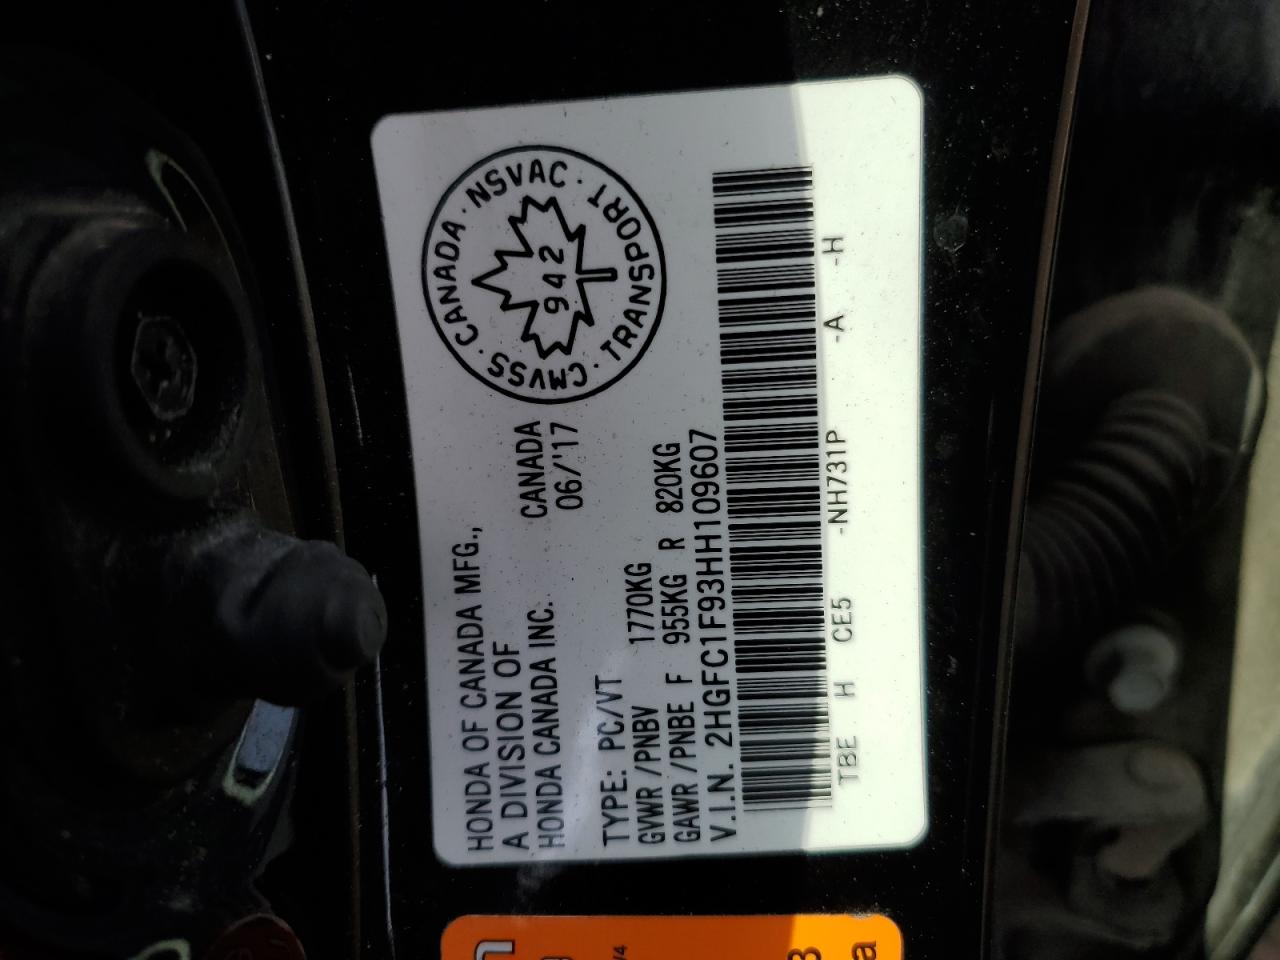 HONDA OF CANADA MFG.,
A DIVISION OF
HONDA CANADA INC.
CANADA
06/'17
CMVSS · CANADA · NSVAC · TRANSPORT ·
942
TYPE: PC/VT
GVWR /PNBV 1770KG
GAWR /PNBE F 955KG R 820KG
V.I.N. 2HGFC1F93HH109607
TBE H CE5 -NH731P -A -H